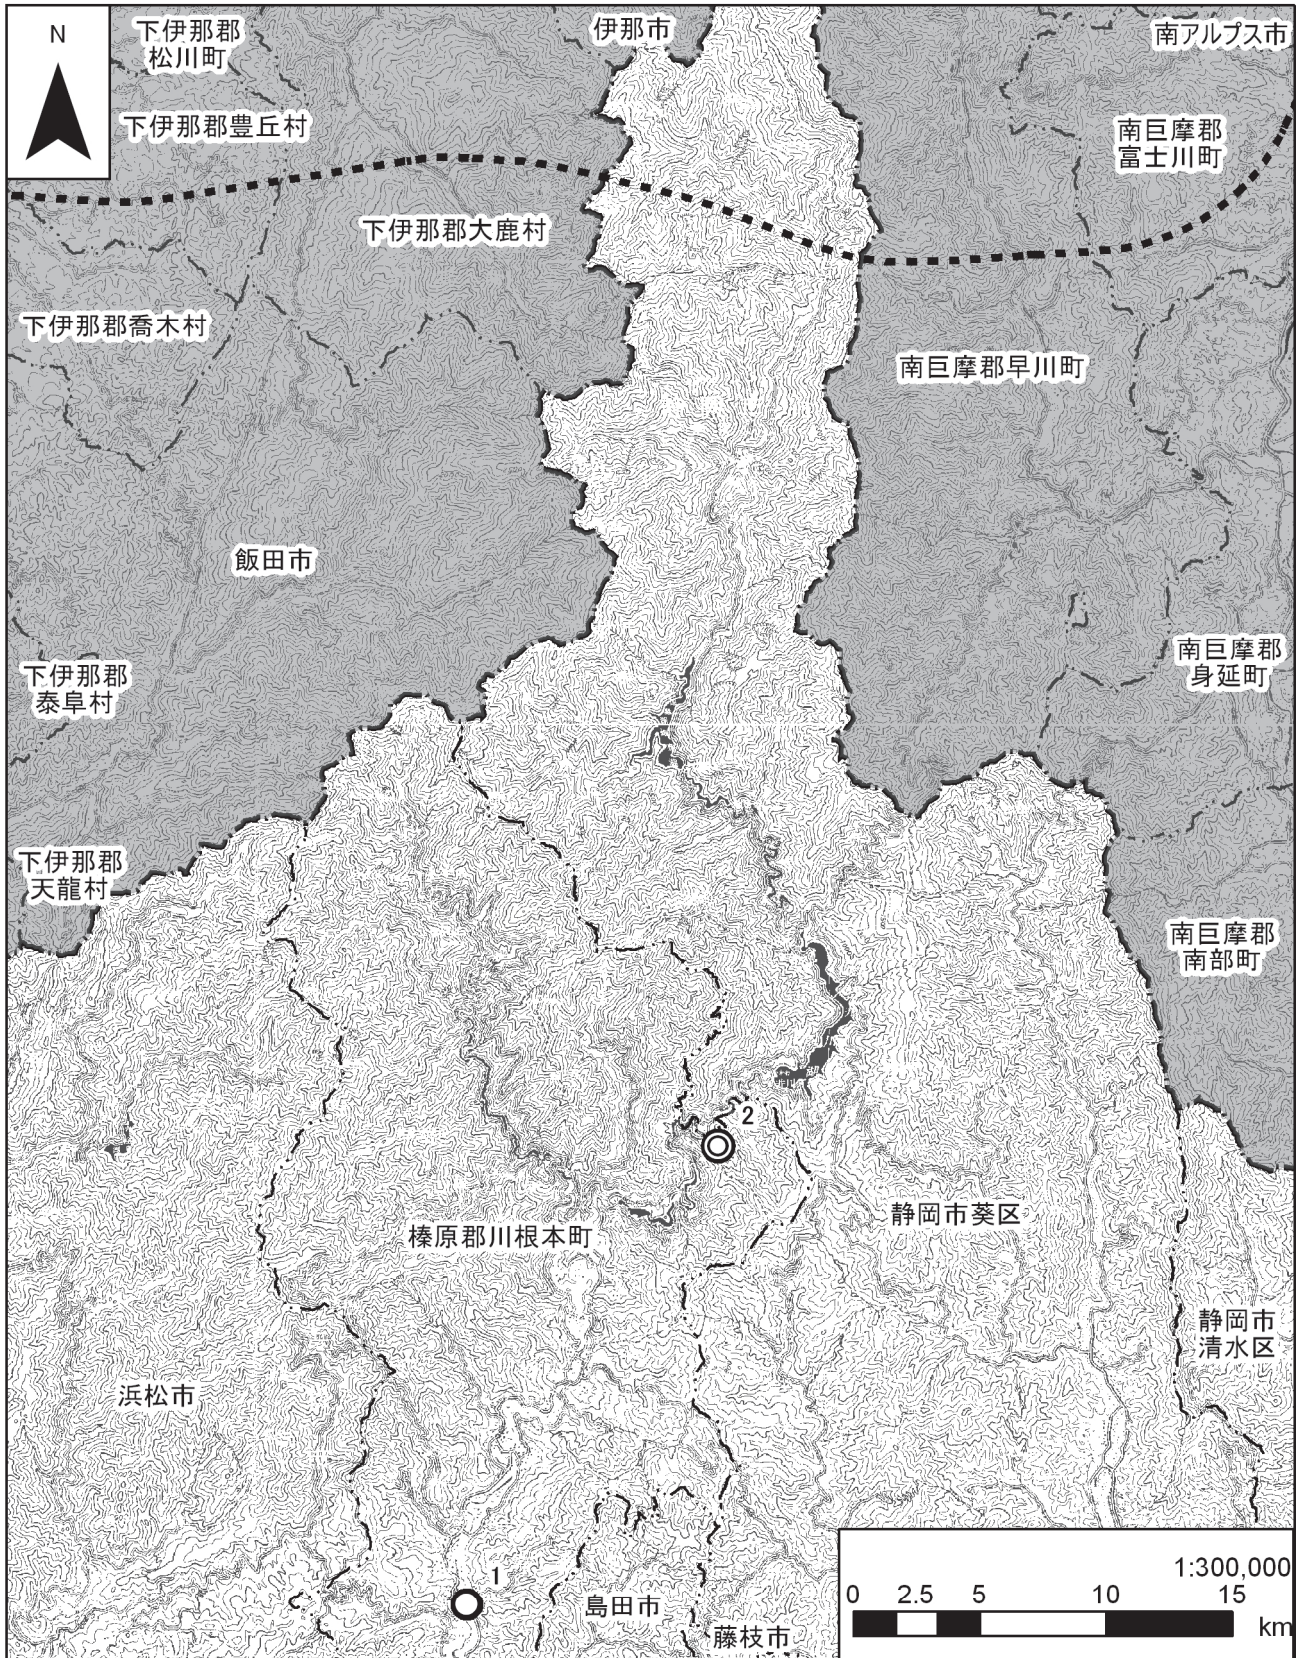 N
下伊那郡
松川町
伊那市
南アルプス市
下伊那郡豊丘村
南巨摩郡
富士川町
下伊那郡大鹿村
下伊那郡喬木村
南巨摩郡早川町
飯田市
南巨摩郡
身延町
下伊那郡
泰阜村
下伊那郡
天龍村
南巨摩郡
南部町
2
静岡市葵区
榛原郡川根本町
静岡市
清水区
浜松市
1
島田市
藤枝市
1:300,000
0 2.5 5 10 15
km